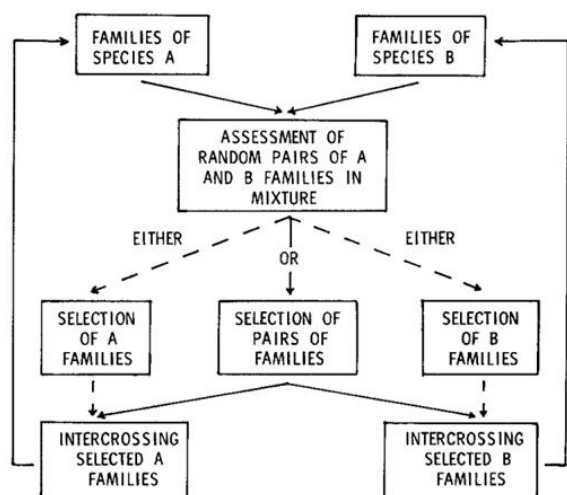 FAMILIES OF
SPECIES A
FAMILIES OF
SPECIES B
ASSESSMENT OF
RANDOM PAIRS OF A
AND B FAMILIES IN
MIXTURE
EITHER
OR
EITHER
SELECTION
OF A
FAMILIES
SELECTION OF
PAIRS OF
FAMILIES
SELECTION
OF B
FAMILIES
INTERCROSSING
SELECTED A
FAMILIES
INTERCROSSING
SELECTED B
FAMILIES